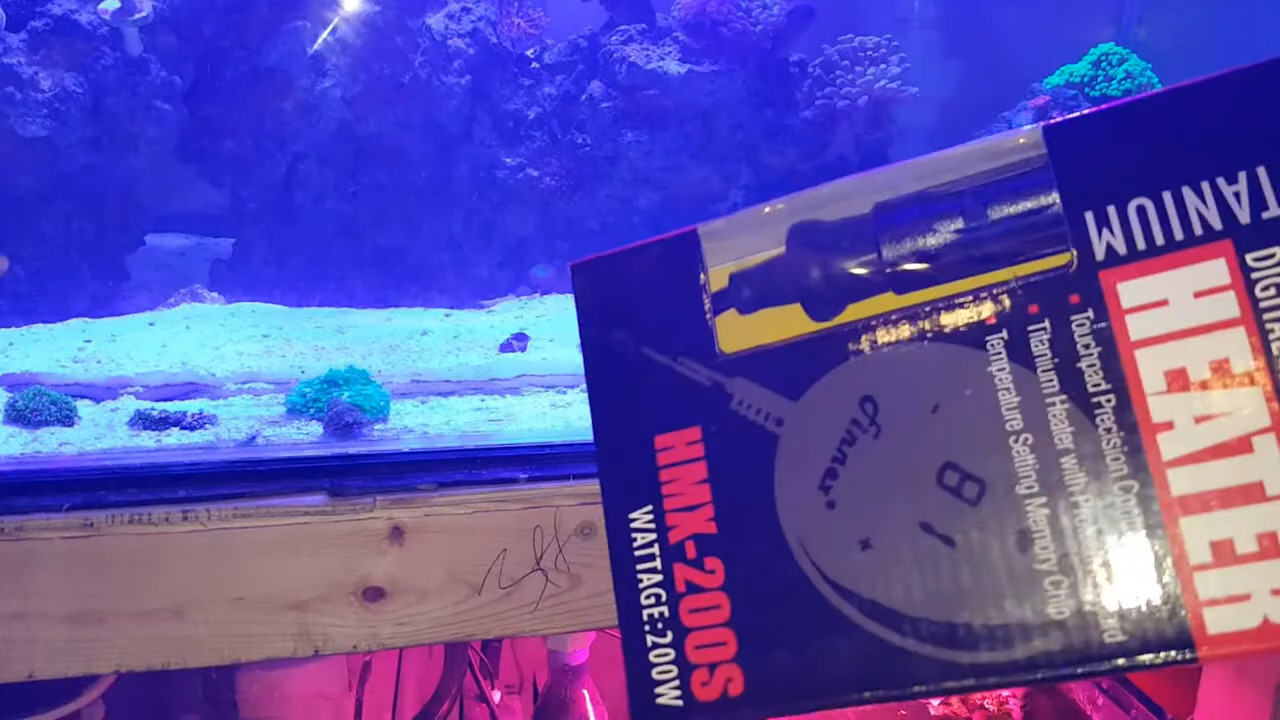 TANIUM
DIGITAL
HEATER
Touchpad Precision
Titanium Heater with
Temperature Setting Memory Chip
Finnex
HMX-200S
WATTAGE:200W